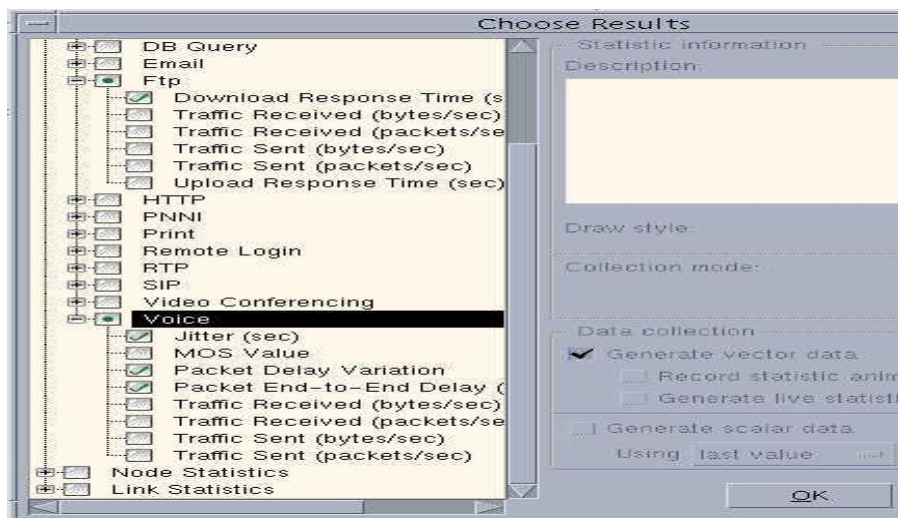 Choose Results
DB Query
Email
Ftp
Download Response Time (s
Traffic Received (bytes/sec)
Traffic Received (packets/se
Traffic Sent (bytes/sec)
Traffic Sent (packets/sec)
Upload Response Time (sec)
HTTP
PNNI
Print
Remote Login
RTP
SIP
Video Conferencing
Voice
Jitter (sec)
MOS Value
Packet Delay Variation
Packet End-to-End Delay (
Traffic Received (bytes/sec)
Traffic Received (packets/se
Traffic Sent (bytes/sec)
Traffic Sent (packets/sec)
Node Statistics
Link Statistics
Statistic information
Description:
Draw style:
Collection mode:
Data collection
Generate vector data
Record statistic anim
Generate live statisti
Generate scalar data
Using last value
OK